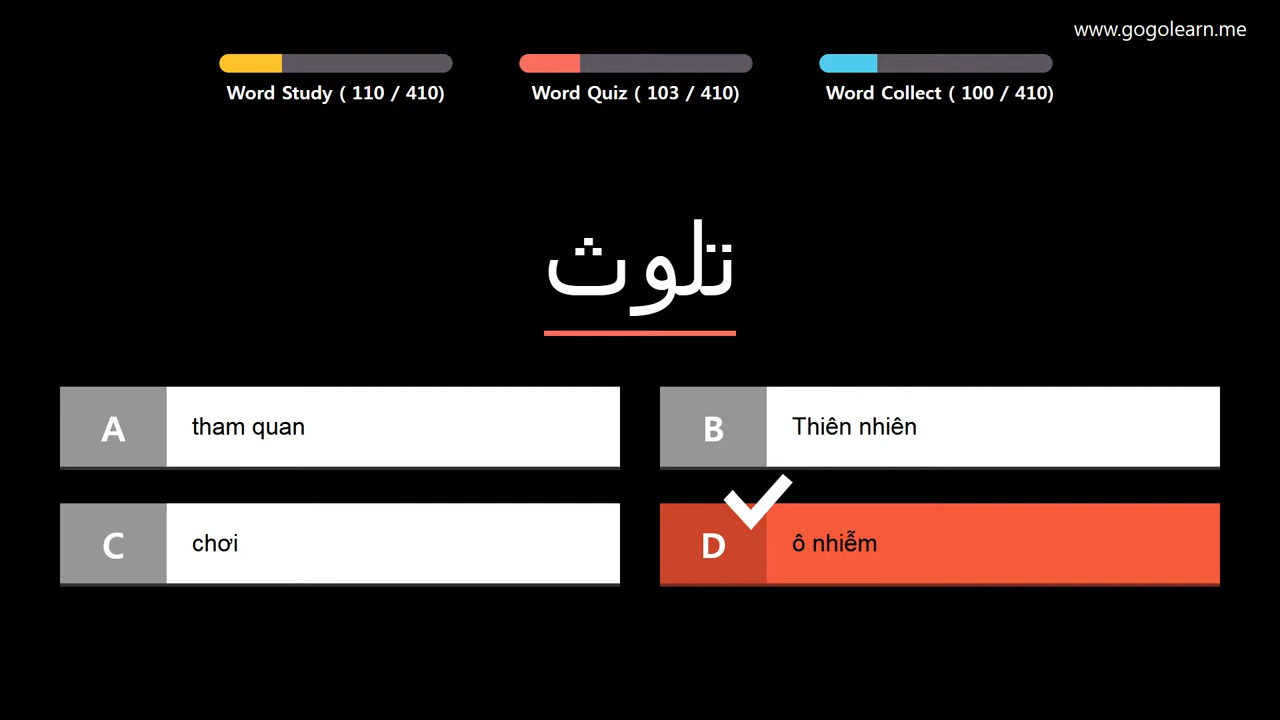 www.gogolearn.me
Word Study ( 110 / 410)
Word Quiz ( 103 / 410)
Word Collect ( 100 / 410)
تلوث
A
tham quan
B
Thiên nhiên
C
chơi
D
ô nhiễm